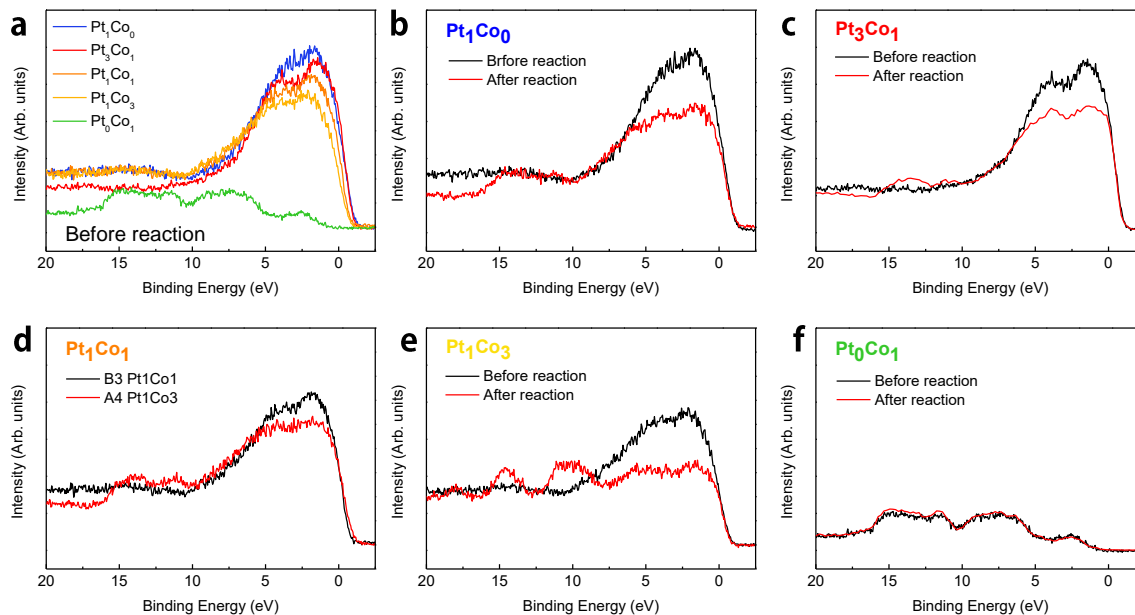 a
Pt1Co0
Pt3Co1
Pt1Co1
Pt1Co3
Pt0Co1
Before reaction
Intensity (Arb. units)
20 15 10 5 0
Binding Energy (eV)
b
Pt1Co0
Brfore reaction
After reaction
Intensity (Arb. units)
20 15 10 5 0
Binding Energy (eV)
c
Pt3Co1
Before reaction
After reaction
Intensity (Arb. units)
20 15 10 5 0
Binding Energy (eV)
d
Pt1Co1
B3 Pt1Co1
A4 Pt1Co3
Intensity (Arb. units)
20 15 10 5 0
Binding Energy (eV)
e
Pt1Co3
Before reaction
After reaction
Intensity (Arb. units)
20 15 10 5 0
Binding Energy (eV)
f
Pt0Co1
Before reaction
After reaction
Intensity (Arb. units)
20 15 10 5 0
Binding Energy (eV)